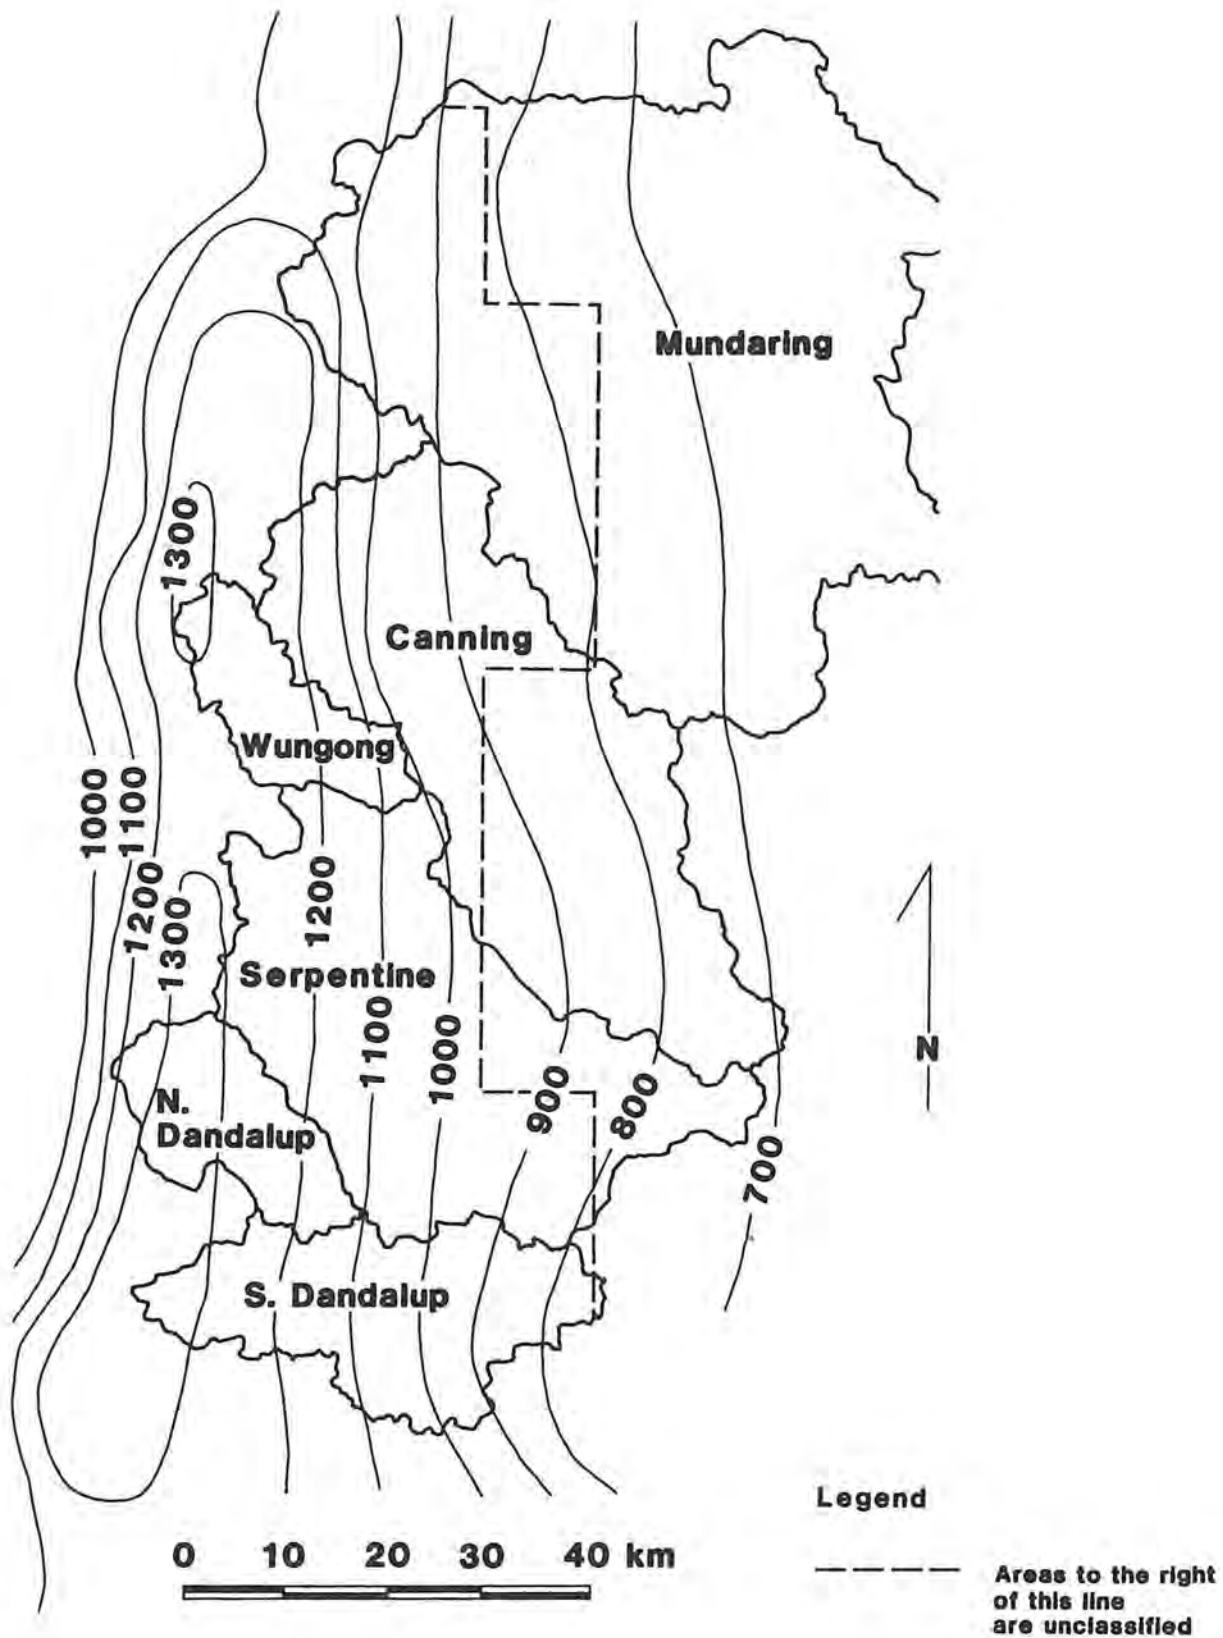 Mundaring
1300
Canning
Wungong
1000
1100
1200
1300
1200
Serpentine
1100
1000
900
800
700
N
N.
Dandalup
S. Dandalup
Legend
0 10 20 30 40 km
Areas to the right
of this line
are unclassified